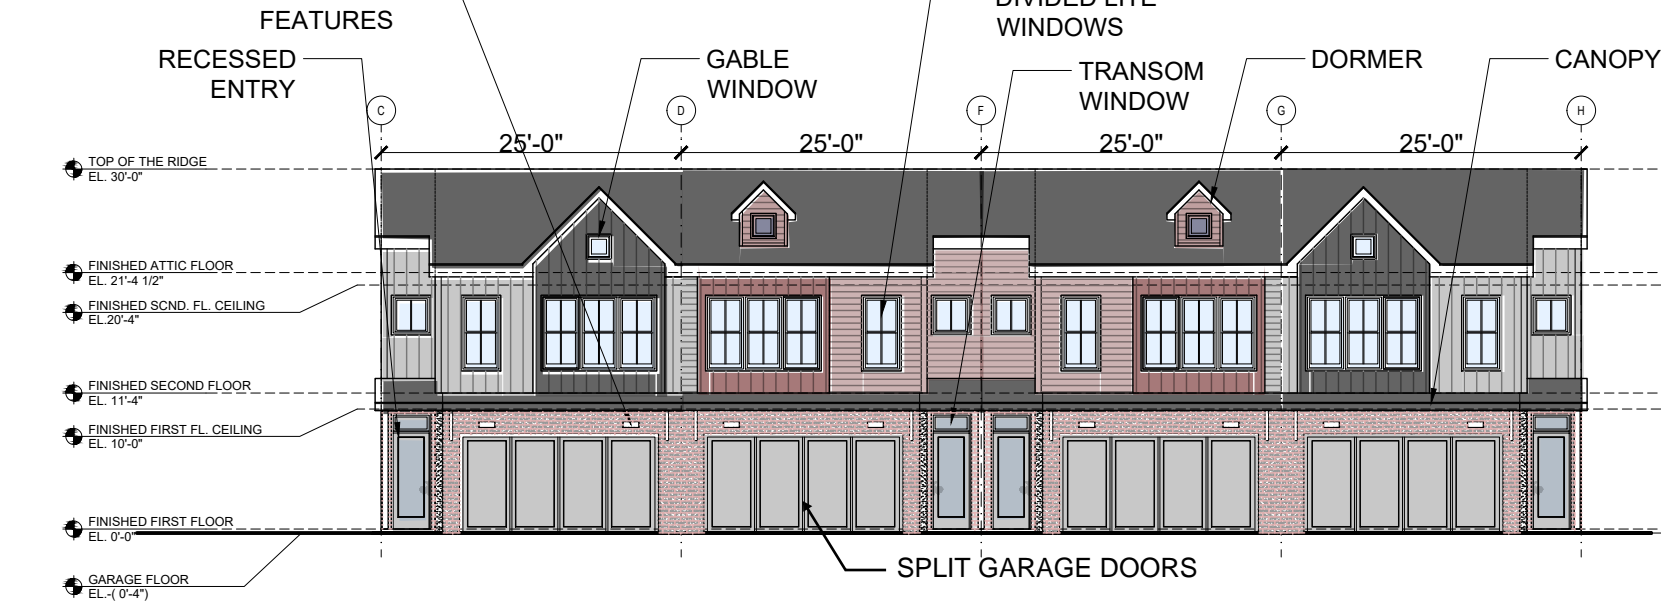 DIVIDED LITE
WINDOWS
FEATURES
RECESSED
ENTRY
GABLE
WINDOW
TRANSOM
WINDOW
DORMER
CANOPY
C
D
F
G
H
25'-0"
25'-0"
25'-0"
25'-0"
TOP OF THE RIDGE
EL. 30'-0"
FINISHED ATTIC FLOOR
EL. 21'-4 1/2"
FINISHED SCND. FL. CEILING
EL.20'-4"
FINISHED SECOND FLOOR
EL. 11'-4"
FINISHED FIRST FL. CEILING
EL. 10'-0"
FINISHED FIRST FLOOR
EL. 0'-0"
SPLIT GARAGE DOORS
GARAGE FLOOR
EL.-( 0'-4")